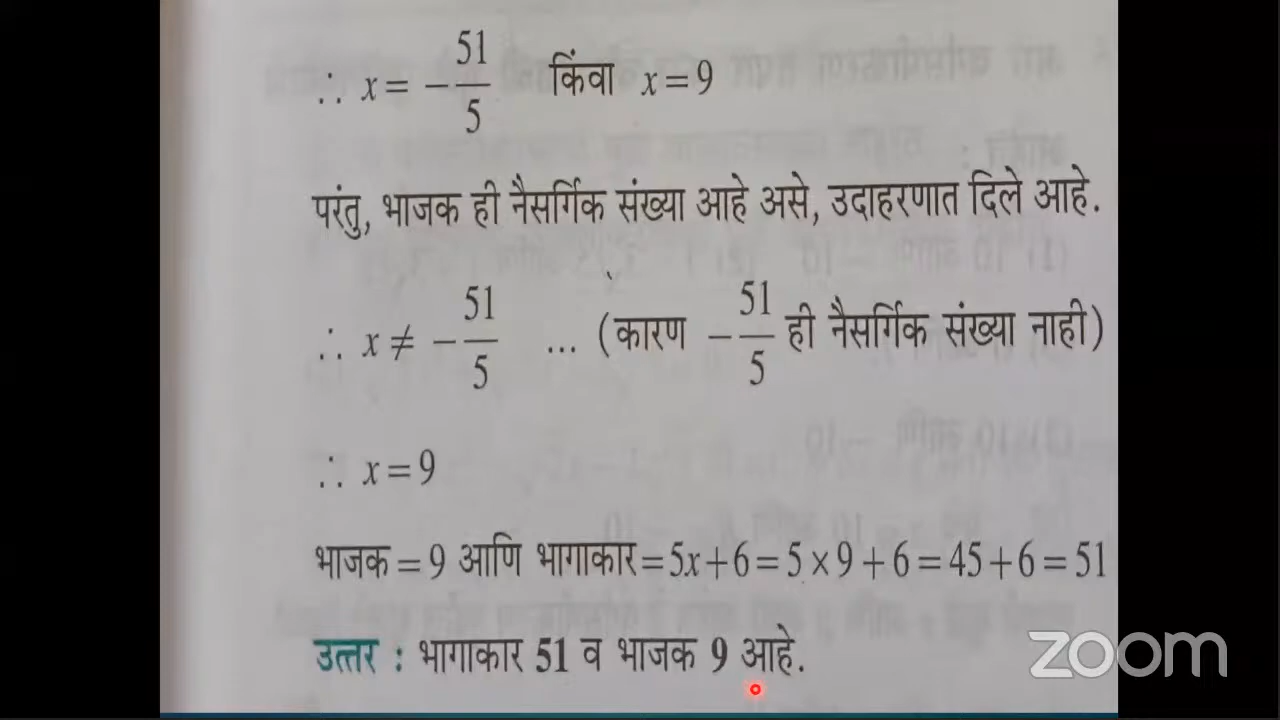 ∴ x = − 51/5 किंवा x = 9
परंतु, भाजक ही नैसर्गिक संख्या आहे असे, उदाहरणात दिले आहे.
∴ x ≠ − 51/5 ... (कारण − 51/5 ही नैसर्गिक संख्या नाही)
∴ x = 9
भाजक = 9 आणि भागाकार = 5x + 6 = 5 × 9 + 6 = 45 + 6 = 51
उत्तर : भागाकार 51 व भाजक 9 आहे.
zoom